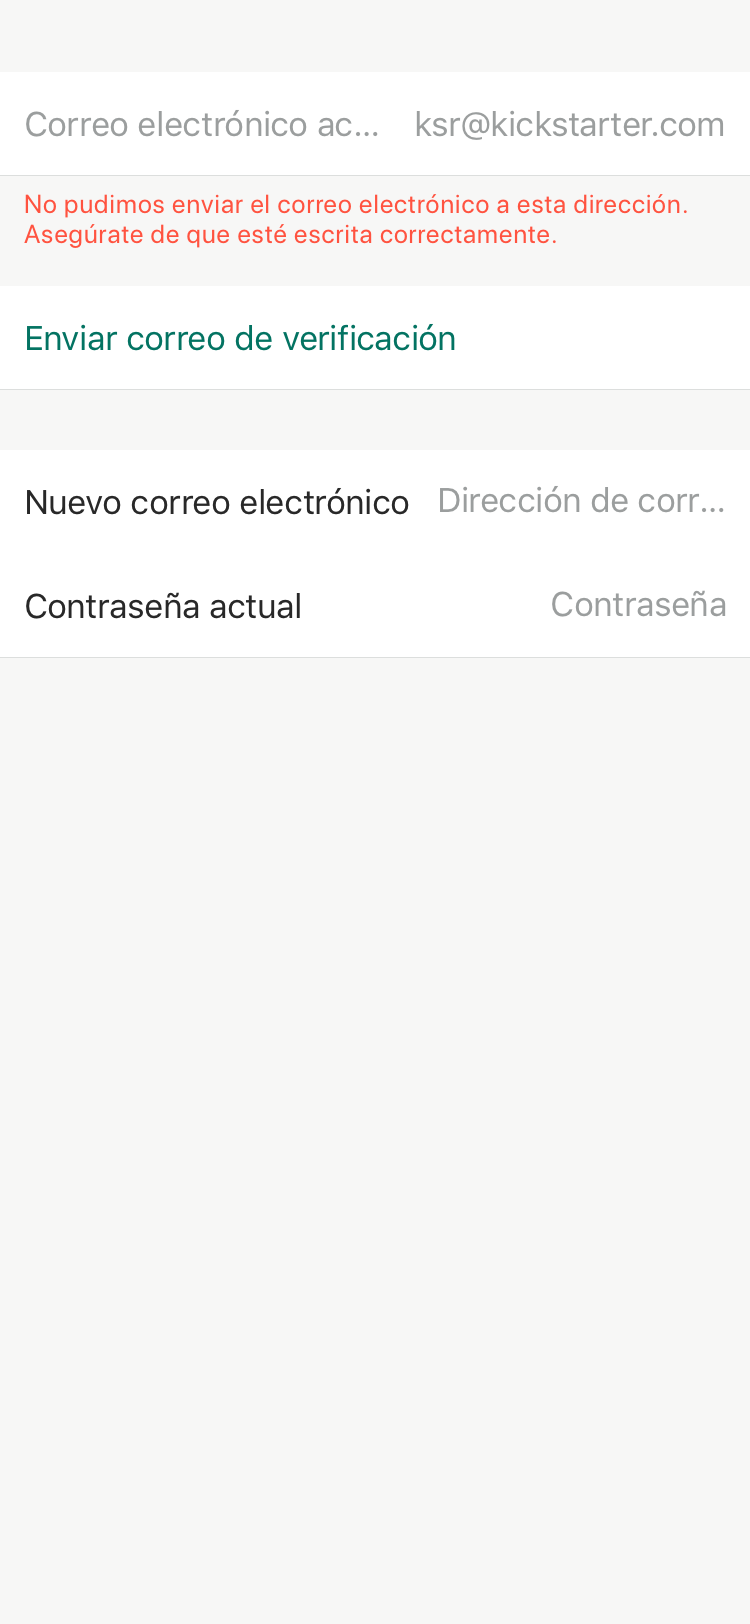 Correo electrónico ac... ksr@kickstarter.com
No pudimos enviar el correo electrónico a esta dirección.
Asegúrate de que esté escrita correctamente.
Enviar correo de verificación
Nuevo correo electrónico Dirección de corr...
Contraseña actual Contraseña